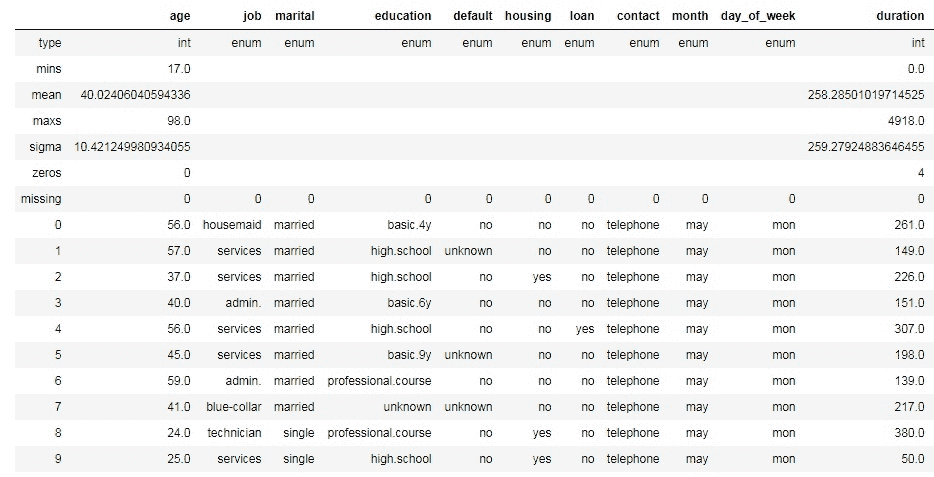 age job marital education default housing loan contact month day_of_week duration
type int enum enum enum enum enum enum enum enum enum int
mins 17.0 0.0
mean 40.02406040594336 258.28501019714525
maxs 98.0 4918.0
sigma 10.421249980934055 259.27924883646455
zeros 0 4
missing 0 0 0 0 0 0 0 0 0 0 0
0 56.0 housemaid married basic.4y no no no telephone may mon 261.0
1 57.0 services married high.school unknown no no telephone may mon 149.0
2 37.0 services married high.school no yes no telephone may mon 226.0
3 40.0 admin. married basic.6y no no no telephone may mon 151.0
4 56.0 services married high.school no no yes telephone may mon 307.0
5 45.0 services married basic.9y unknown no no telephone may mon 198.0
6 59.0 admin. married professional.course no no no telephone may mon 139.0
7 41.0 blue-collar married unknown unknown no no telephone may mon 217.0
8 24.0 technician single professional.course no yes no telephone may mon 380.0
9 25.0 services single high.school no yes no telephone may mon 50.0